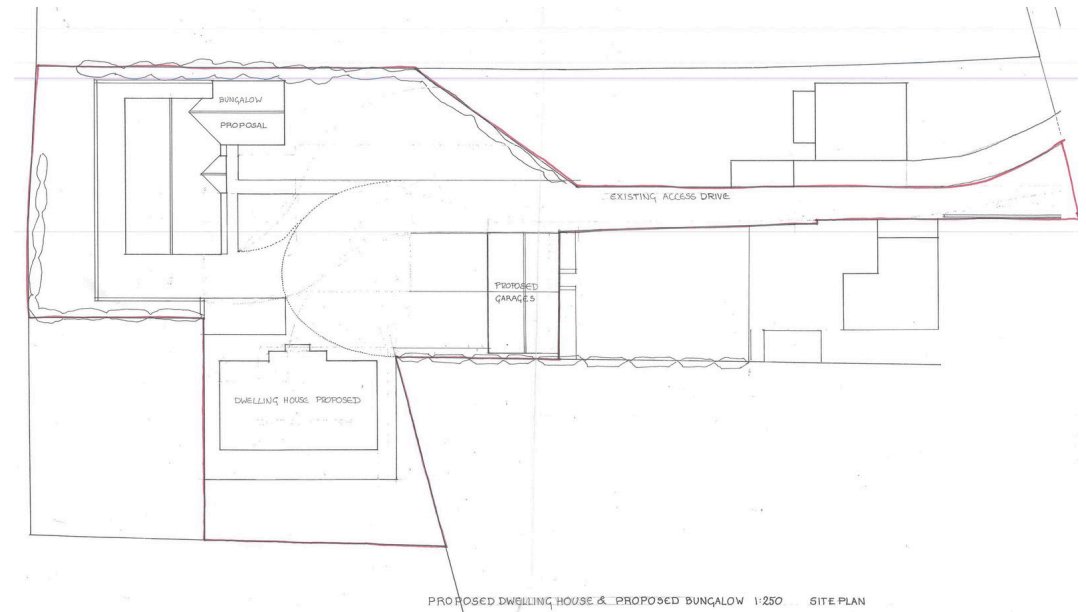 BUNGALOW
PROPOSAL
EXISTING ACCESS DRIVE
PROPOSED
GARAGES
DWELLING HOUSE PROPOSED
PROPOSED DWELLING HOUSE & PROPOSED BUNGALOW 1:250 SITE PLAN